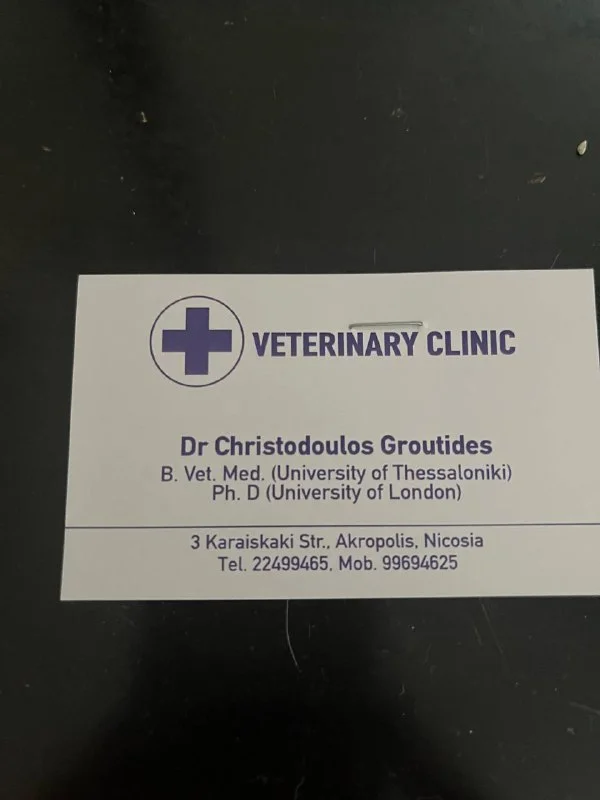 VETERINARY CLINIC
Dr Christodoulos Groutides
B. Vet. Med. (University of Thessaloniki)
Ph. D (University of London)
3 Karaiskaki Str., Akropolis, Nicosia
Tel. 22499465, Mob. 99694625